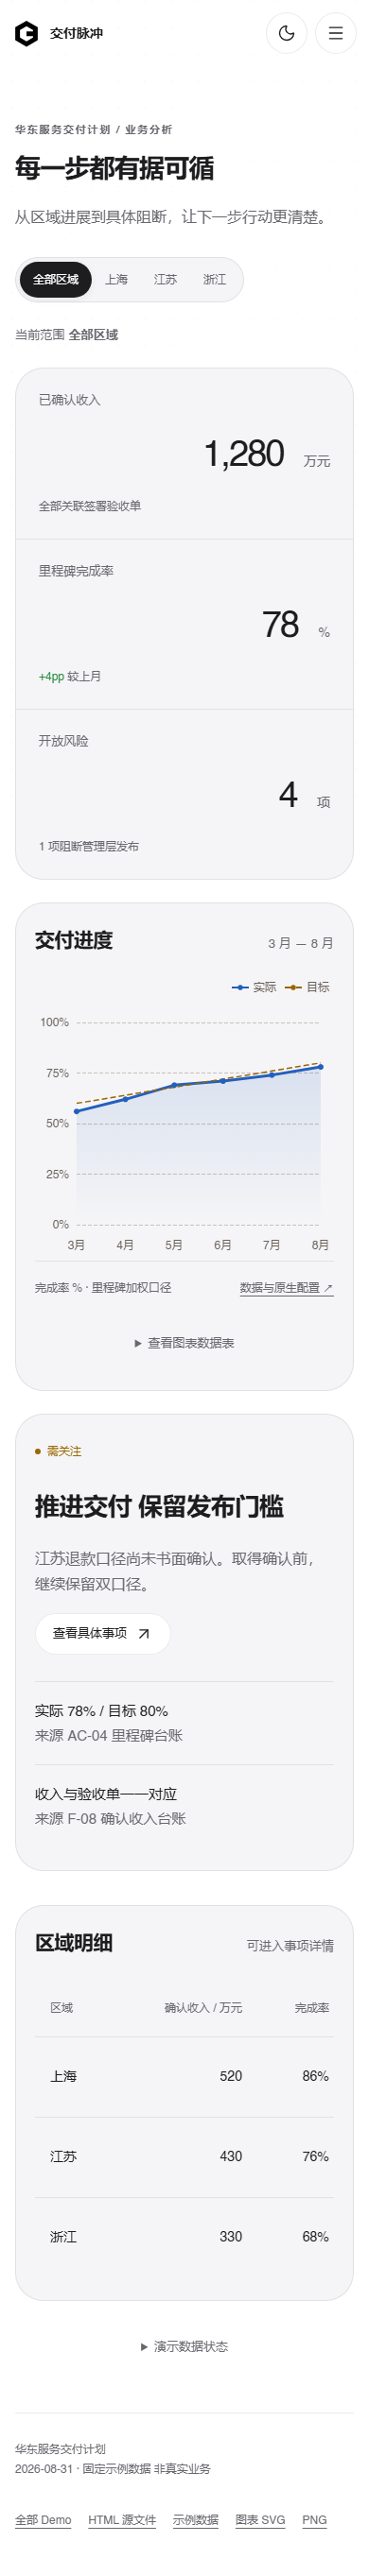 交付脉冲
华东服务交付计划 / 业务分析
每一步都有据可循
从区域进展到具体阻断，让下一步行动更清楚。
全部区域 上海 江苏 浙江
当前范围 全部区域
已确认收入
1,280 万元
全部关联签署验收单
里程碑完成率
78 %
+4pp 较上月
开放风险
4 项
1 项阻断管理层发布
交付进度 3 月 — 8 月
实际 目标
100%
75%
50%
25%
0%
3月 4月 5月 6月 7月 8月
完成率 % · 里程碑加权口径 数据与原生配置 ↗
▶ 查看图表数据表
需关注
推进交付 保留发布门槛
江苏退款口径尚未书面确认。取得确认前，
继续保留双口径。
查看具体事项 ↗
实际 78% / 目标 80%
来源 AC-04 里程碑台账
收入与验收单一一对应
来源 F-08 确认收入台账
区域明细 可进入事项详情
区域 确认收入 / 万元 完成率
上海 520 86%
江苏 430 76%
浙江 330 68%
▶ 演示数据状态
华东服务交付计划
2026-08-31 · 固定示例数据 非真实业务
全部 Demo HTML 源文件 示例数据 图表 SVG PNG